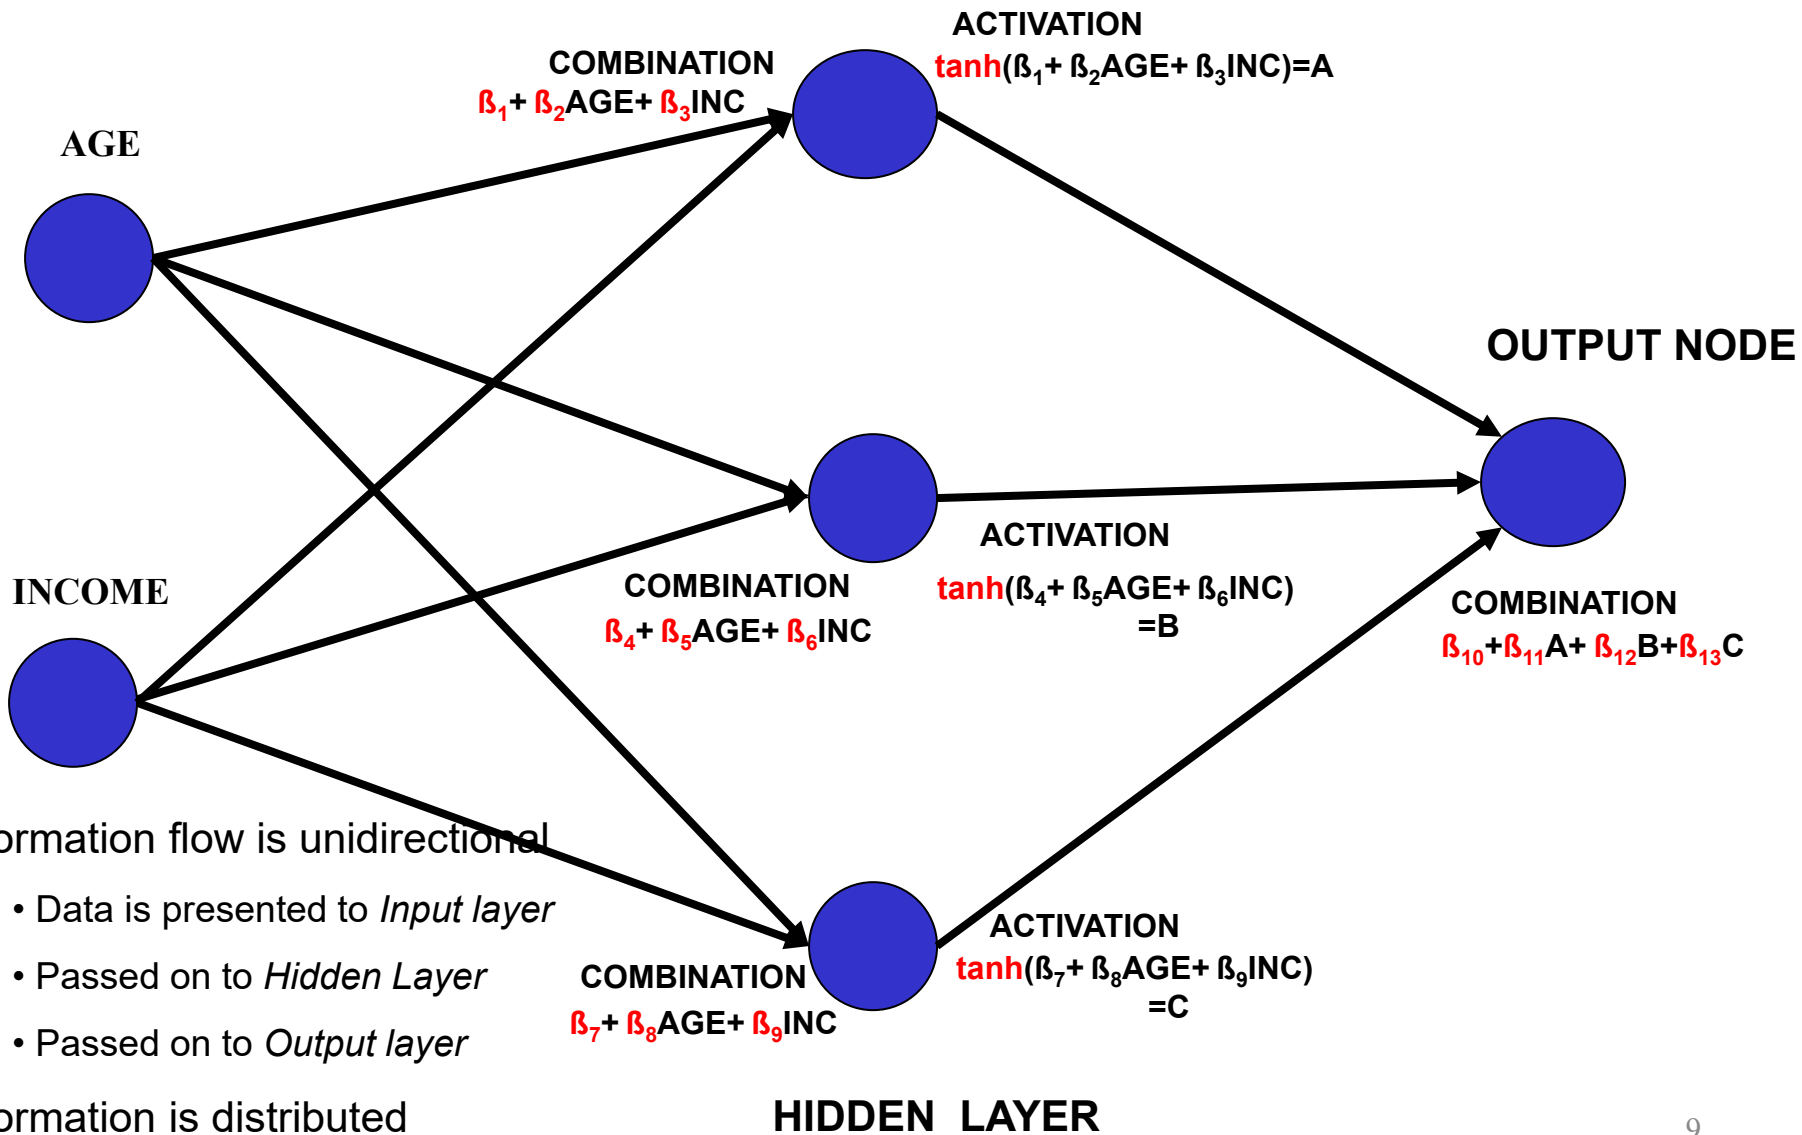 ACTIVATION
tanh(ß₁+ ß₂AGE+ ß₃INC)=A
COMBINATION
ß₁+ ß₂AGE+ ß₃INC
AGE
OUTPUT NODE
ACTIVATION
tanh(ß₄+ ß₅AGE+ ß₆INC)
=B
INCOME
COMBINATION
ß₄+ ß₅AGE+ ß₆INC
COMBINATION
ß₁₀+ß₁₁A+ ß₁₂B+ß₁₃C
ormation flow is unidirectional
• Data is presented to Input layer
• Passed on to Hidden Layer
• Passed on to Output layer
ormation is distributed
ACTIVATION
tanh(ß₇+ ß₈AGE+ ß₉INC)
=C
COMBINATION
ß₇+ ß₈AGE+ ß₉INC
HIDDEN LAYER
9